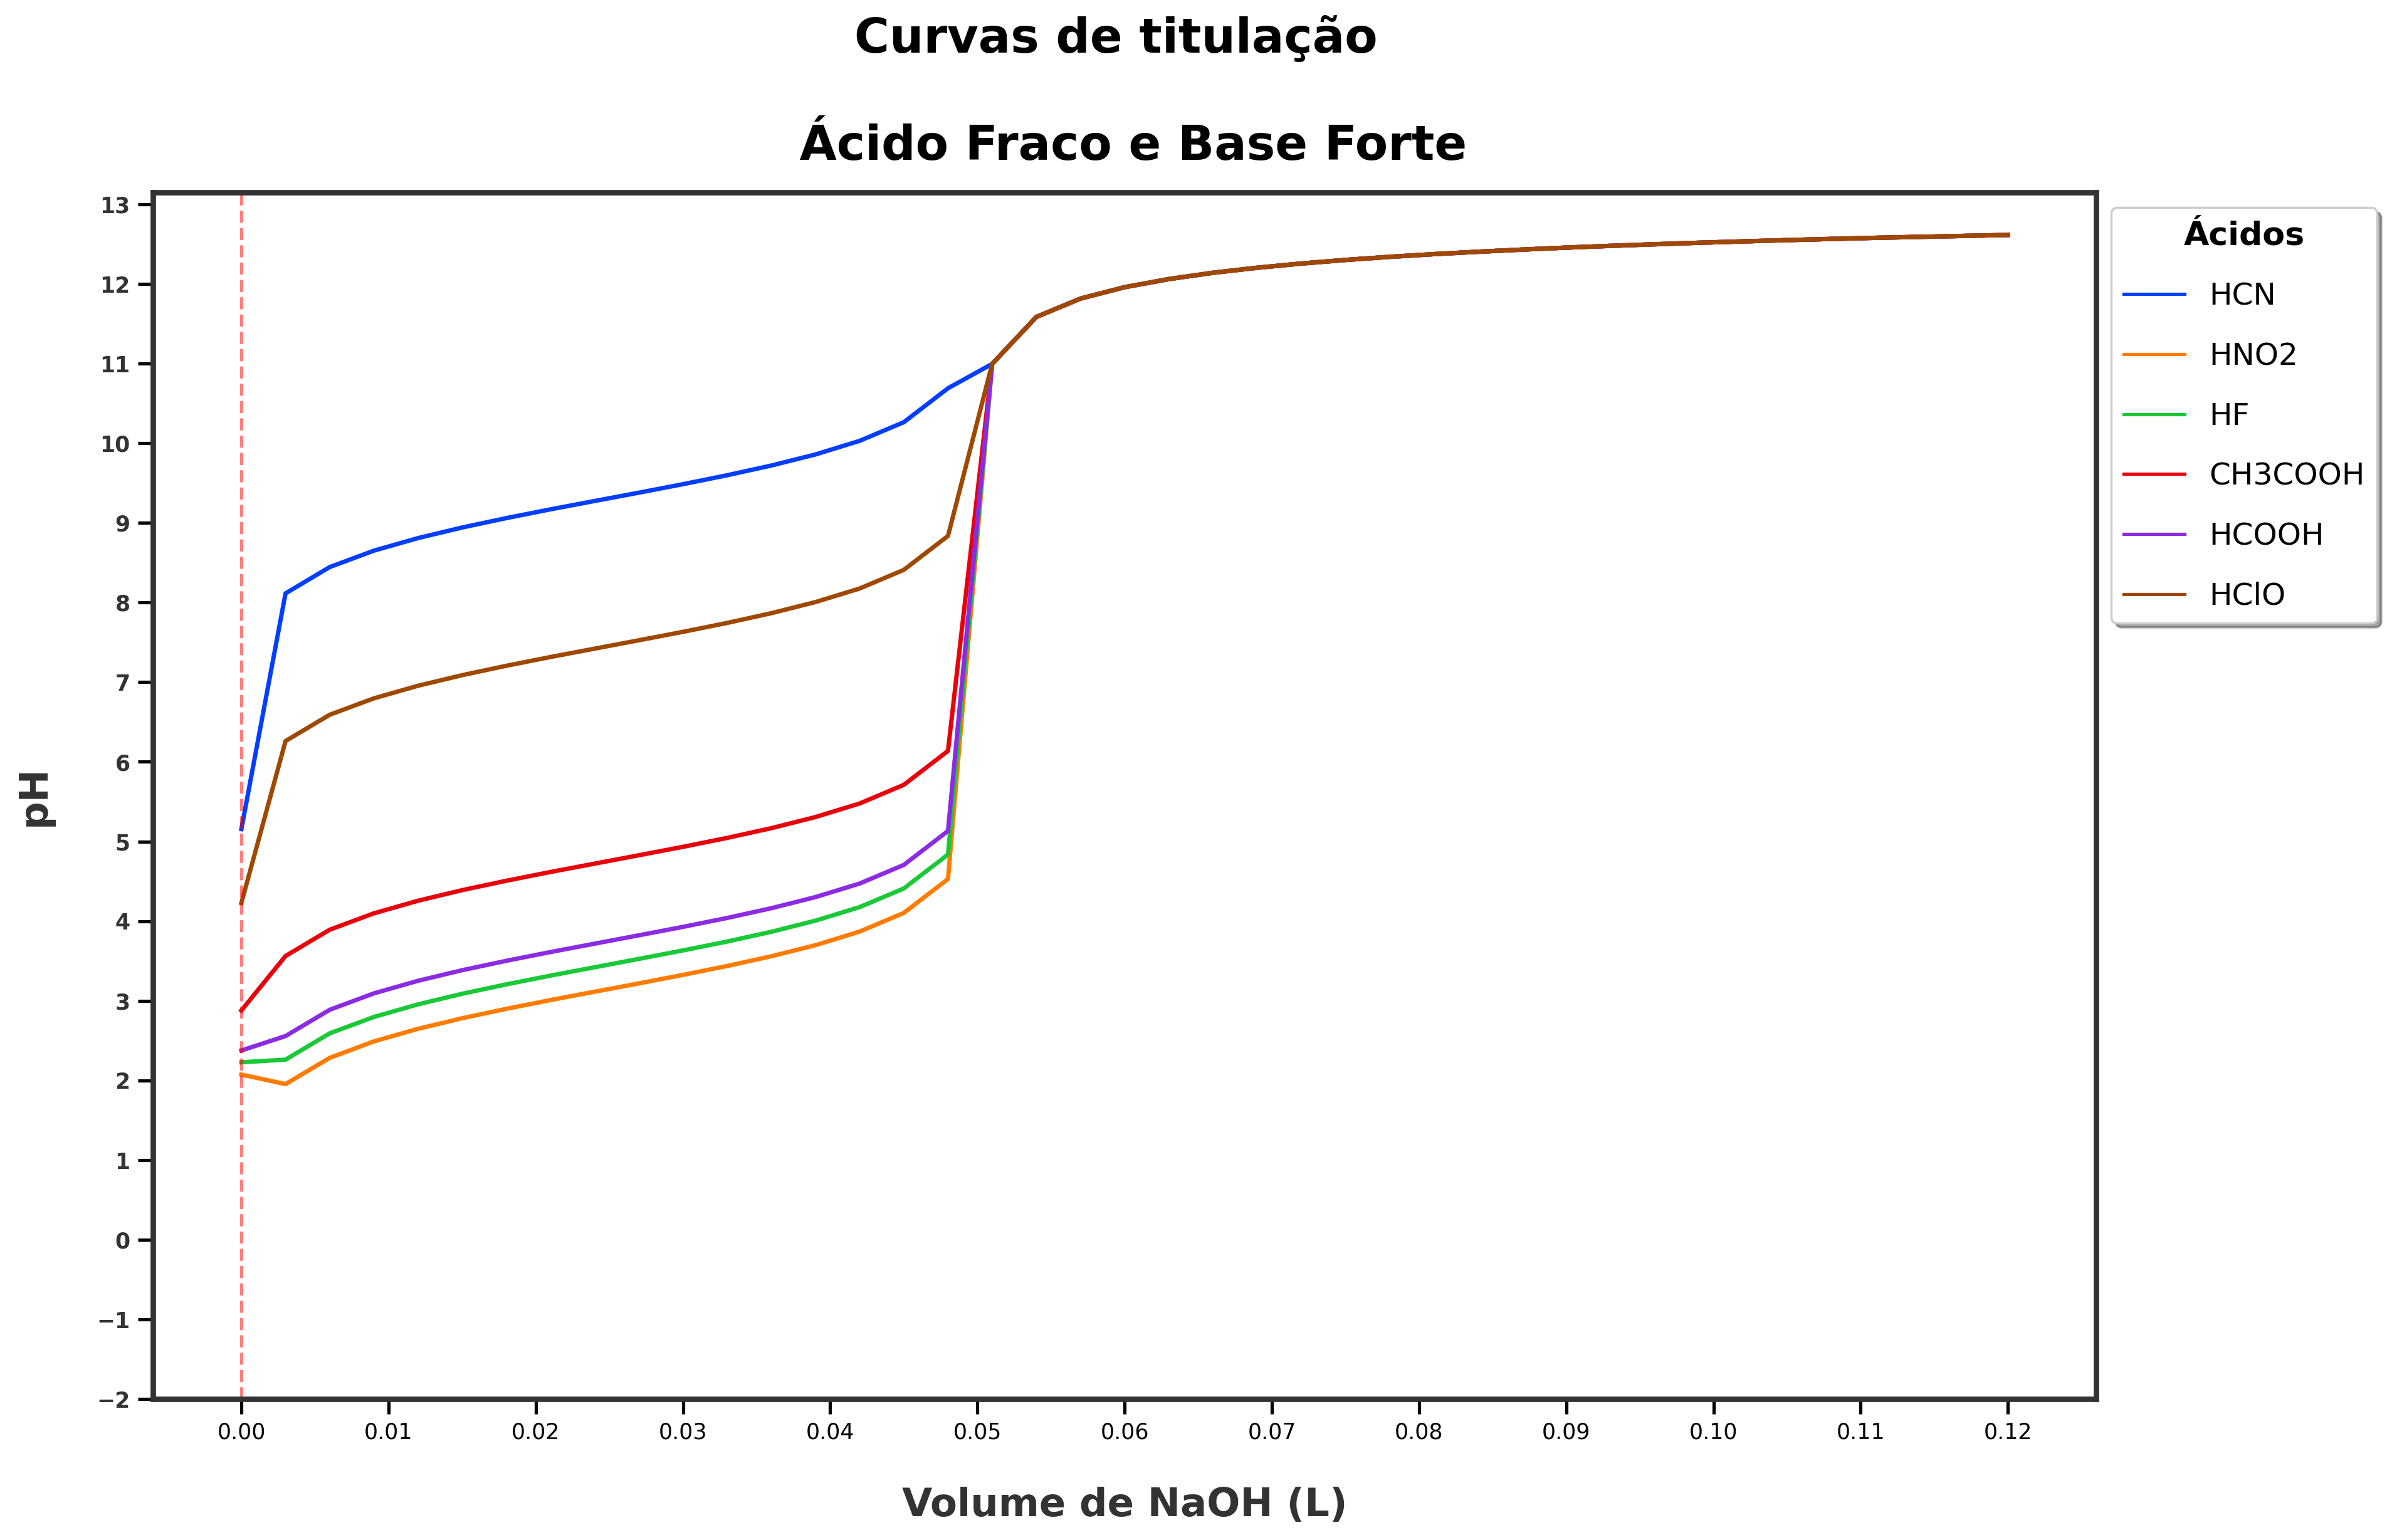 Curvas de titulação
Ácido Fraco e Base Forte
13
12
11
10
9
8
7
6
5
4
3
2
1
0
−1
−2
pH
0.00 0.01 0.02 0.03 0.04 0.05 0.06 0.07 0.08 0.09 0.10 0.11 0.12
Volume de NaOH (L)
Ácidos
HCN
HNO2
HF
CH3COOH
HCOOH
HClO